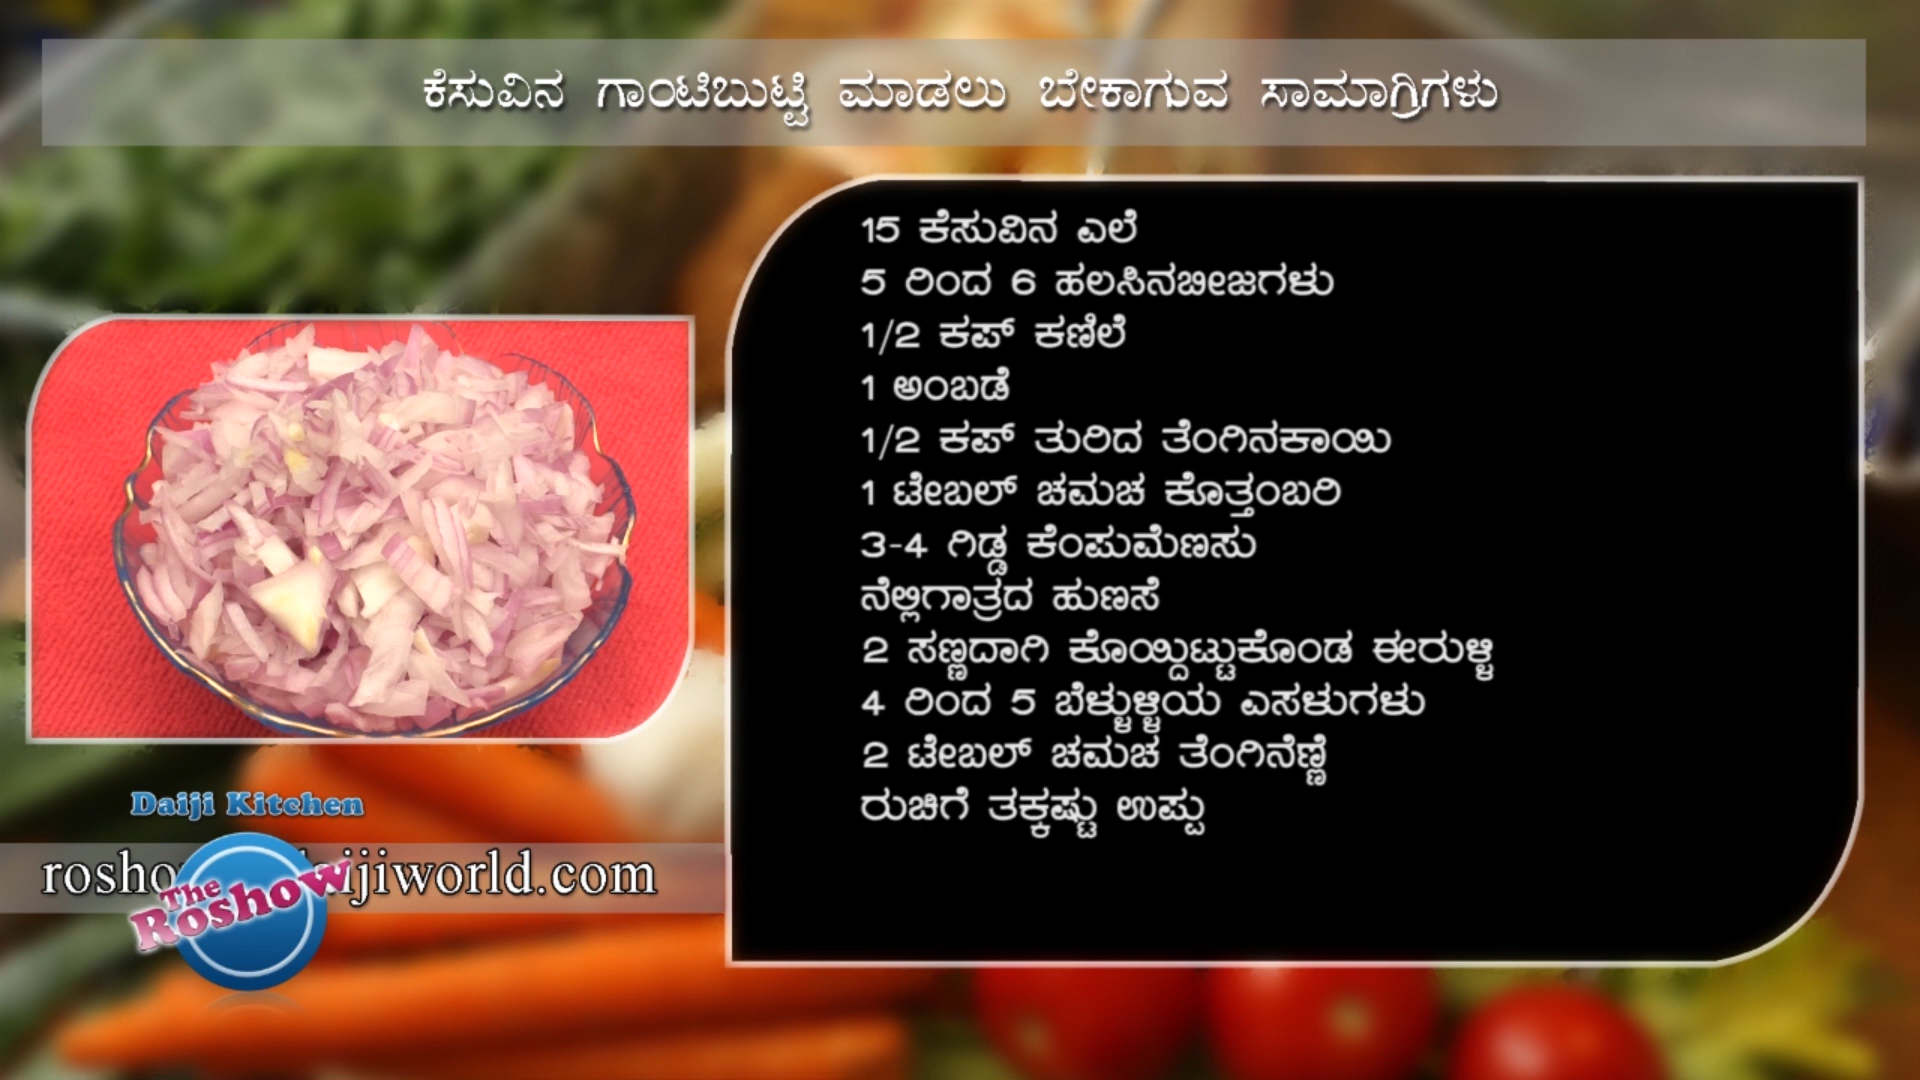 ಕೆಸುವಿನ ಗಾಂಟಿಬುಟ್ಟಿ ಮಾಡಲು ಬೇಕಾಗುವ ಸಾಮಾಗ್ರಿಗಳು
15 ಕೆಸುವಿನ ಎಲೆ
5 ರಿಂದ 6 ಹಲಸಿನಬೀಜಗಳು
1/2 ಕಪ್ ಕಣಿಲೆ
1 ಅಂಬಡೆ
1/2 ಕಪ್ ತುರಿದ ತೆಂಗಿನಕಾಯಿ
1 ಟೇಬಲ್ ಚಮಚ ಕೊತ್ತಂಬರಿ
3-4 ಗಿಡ್ಡ ಕೆಂಪುಮೆಣಸು
ನೆಲ್ಲಿಗಾತ್ರದ ಹುಣಸೆ
2 ಸಣ್ಣದಾಗಿ ಕೊಯ್ದಿಟ್ಟುಕೊಂಡ ಈರುಳ್ಳಿ
4 ರಿಂದ 5 ಬೆಳ್ಳುಳ್ಳಿಯ ಎಸಳುಗಳು
2 ಟೇಬಲ್ ಚಮಚ ತೆಂಗಿನೆಣ್ಣೆ
ರುಚಿಗೆ ತಕ್ಕಷ್ಟು ಉಪ್ಪು
Daiji Kitchen
The Roshow